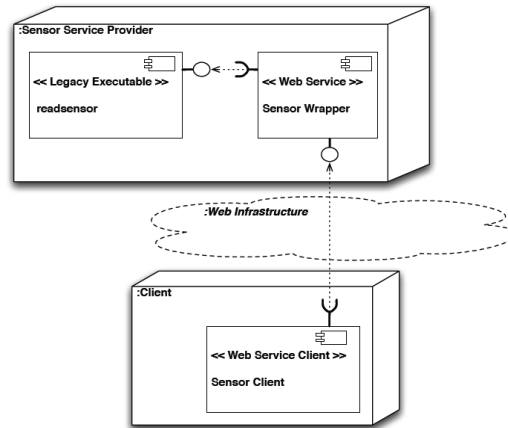 :Sensor Service Provider
<< Legacy Executable >>
readsensor
<< Web Service >>
Sensor Wrapper
:Web Infrastructure
:Client
<< Web Service Client >>
Sensor Client